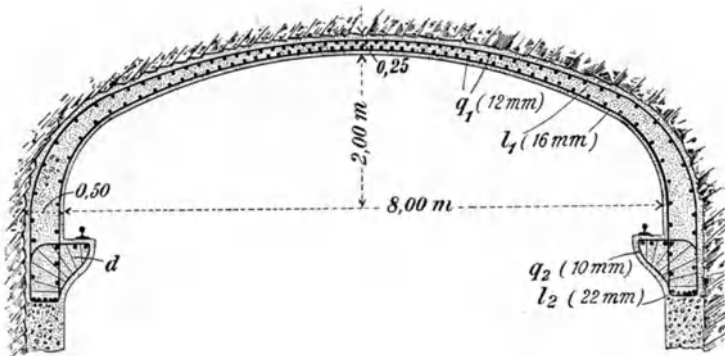 0,25
q₁ (12 mm)
l₁ (16 mm)
2,00 m
0,50
8,00 m
d
q₂ (10 mm)
l₂ (22 mm)